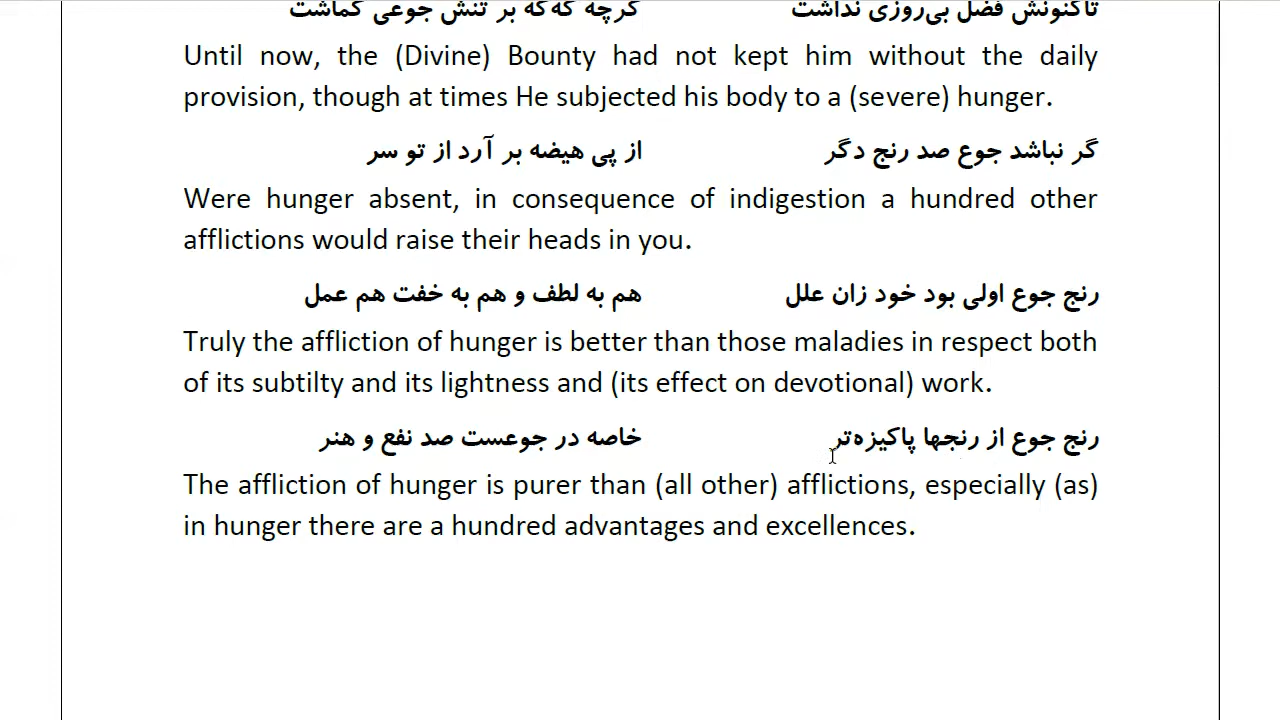 تاکنونش فضل بی‌روزی نداشت گرچه گه‌گه بر تنش جوعی گماشت
Until now, the (Divine) Bounty had not kept him without the daily
provision, though at times He subjected his body to a (severe) hunger.
گر نباشد جوع صد رنج دگر از پی هیضه بر آرد از تو سر
Were hunger absent, in consequence of indigestion a hundred other
afflictions would raise their heads in you.
رنج جوع اولی بود خود زان علل هم به لطف و هم به خفت هم عمل
Truly the affliction of hunger is better than those maladies in respect both
of its subtilty and its lightness and (its effect on devotional) work.
رنج جوع از رنجها پاکیزه‌تر خاصه در جوعست صد نفع و هنر
The affliction of hunger is purer than (all other) afflictions, especially (as)
in hunger there are a hundred advantages and excellences.